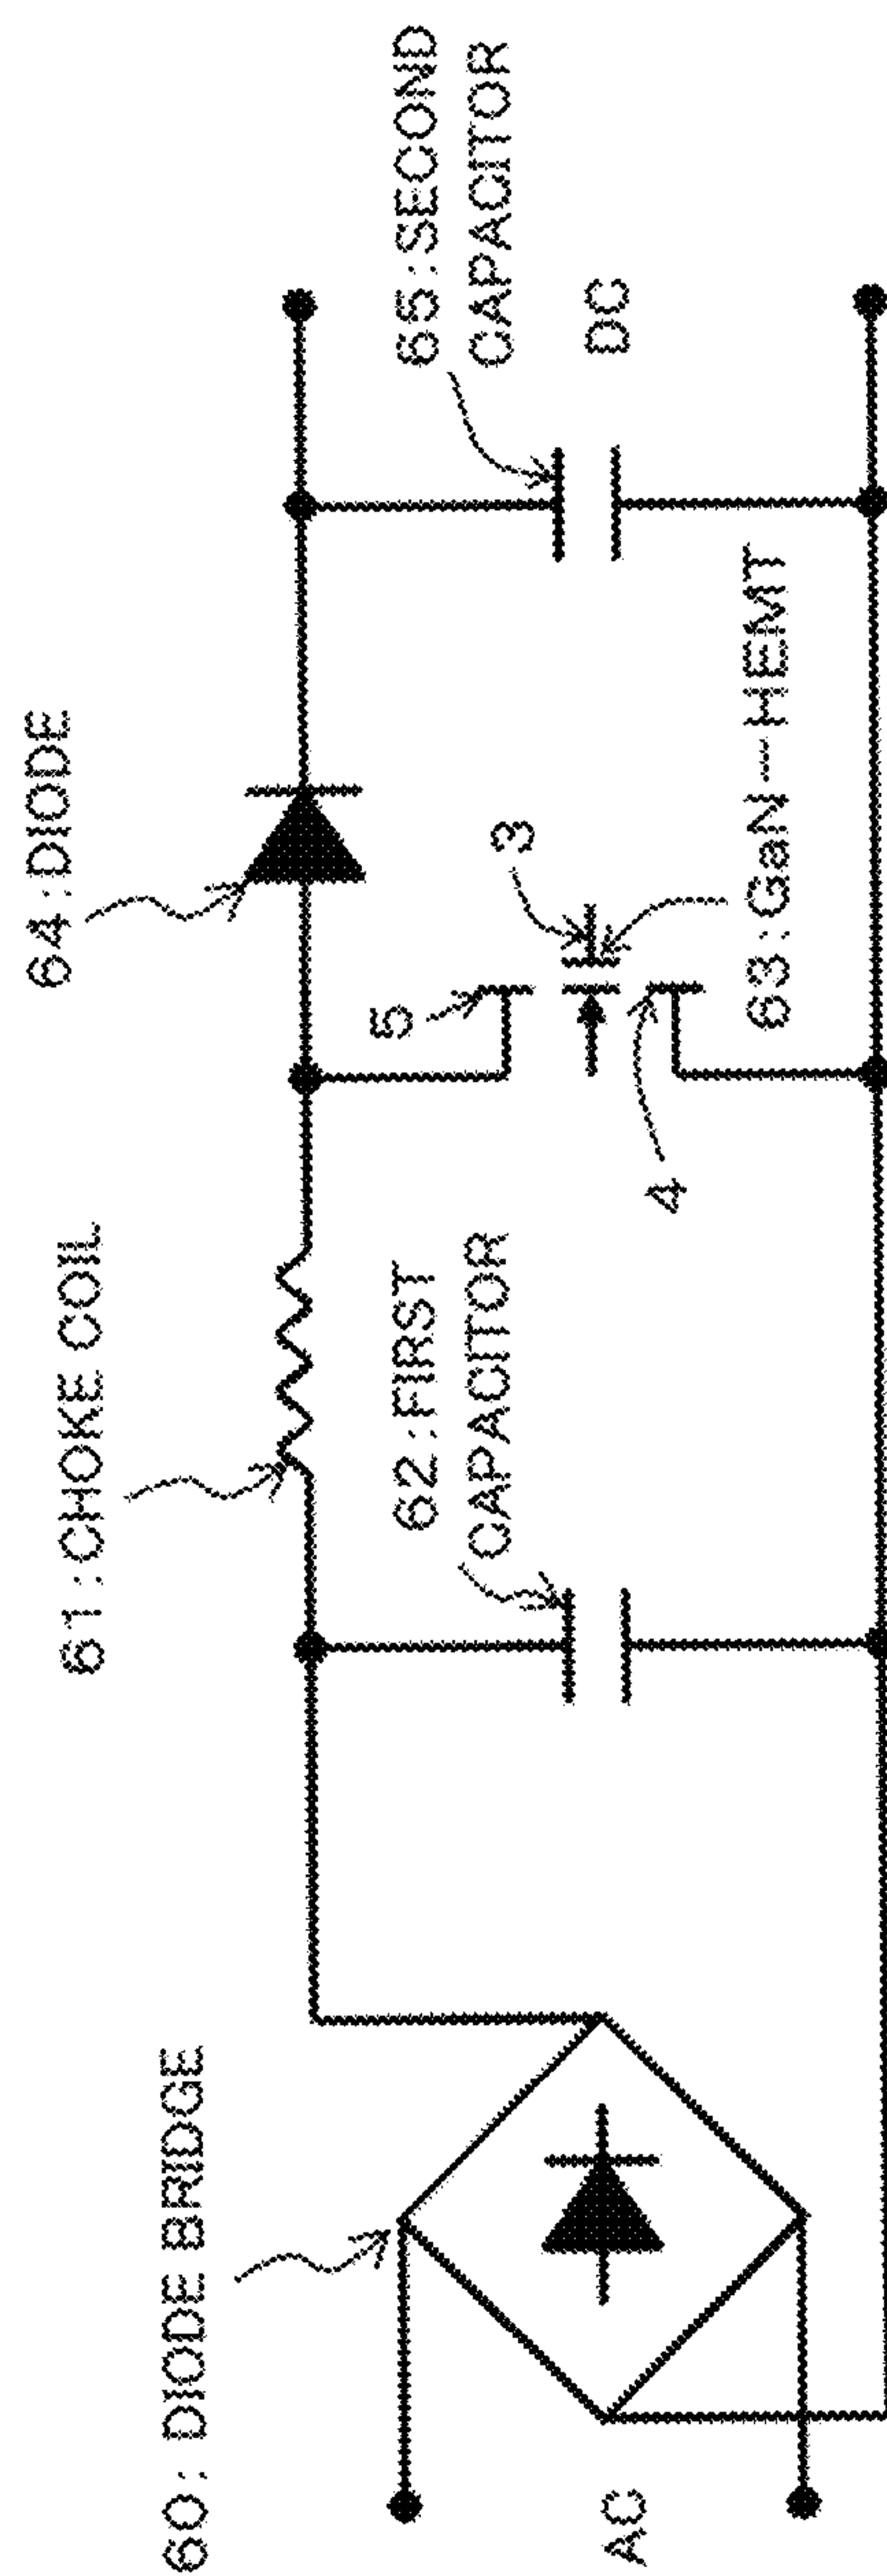 60: DIODE BRIDGE
61:CHOKE COIL
64:DIODE
62:FIRST
CAPACITOR
5
3
4
63:GaN-HEMT
65:SECOND
CAPACITOR
AC
DC